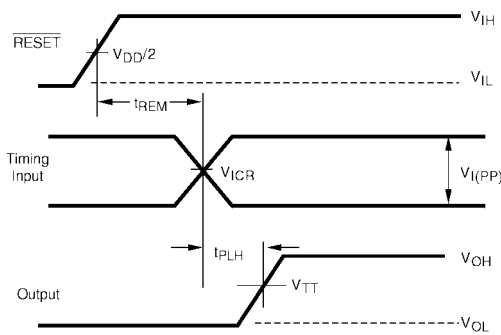 V_IH
RESET
V_DD/2
V_IL
t_REM
Timing
Input
V_ICR
V_I(PP)
t_PLH
V_OH
Output
V_TT
V_OL